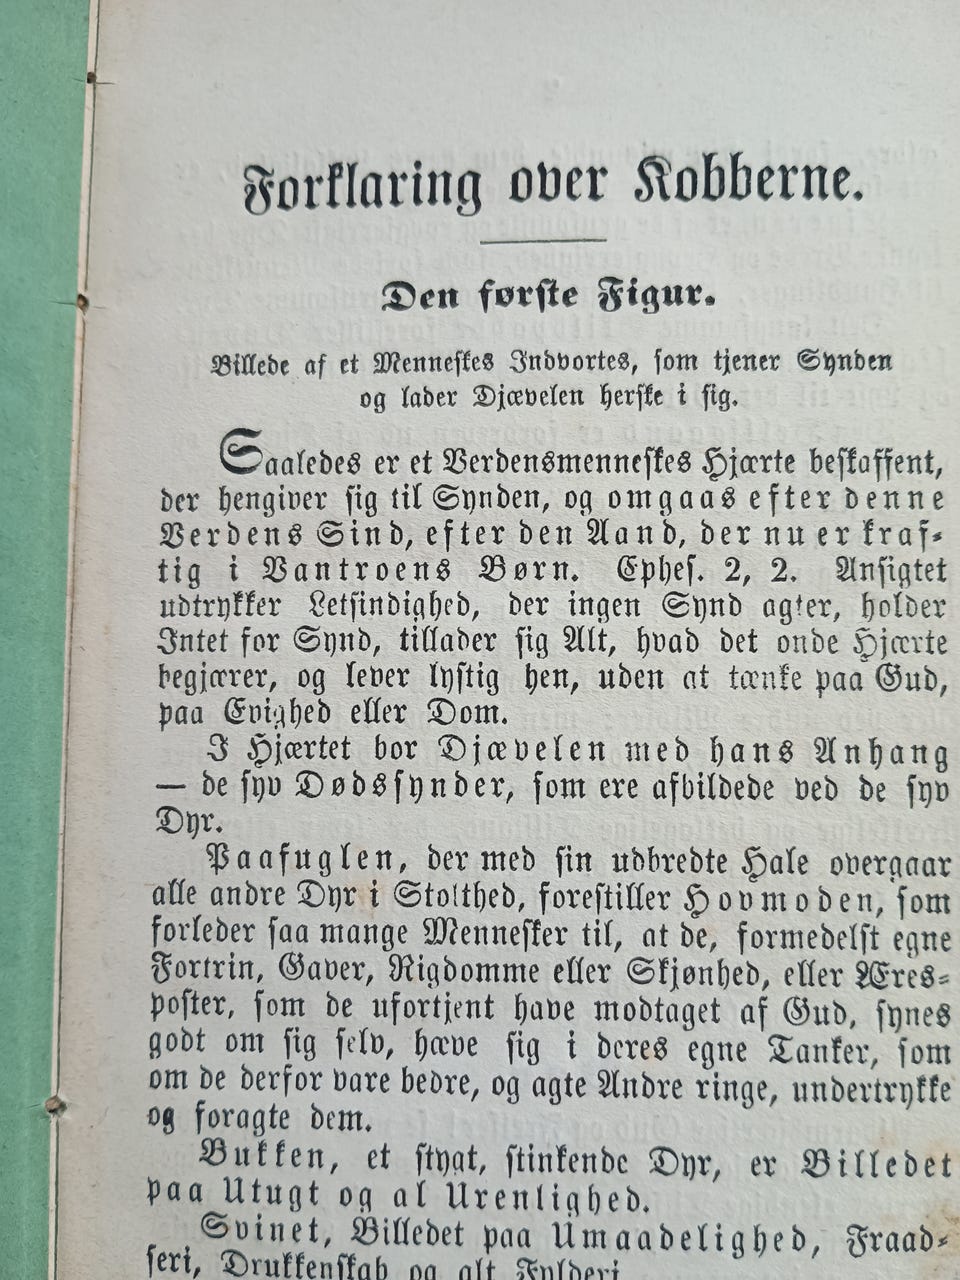 Forklaring over Kobberne.
Den første Figur.
Billede af et Menneskes Indvortes, som tjener Synden
og lader Djævelen herske i sig.
Saaledes er et Verdensmenneskes Hjærte beskaffent,
der hengiver sig til Synden, og omgaas efter denne
Verdens Sind, efter den Aand, der nu er kraf-
tig i Vantroens Børn. Ephes. 2, 2. Ansigtet
udtrykker Letsindighed, der ingen Synd agter, holder
Intet for Synd, tillader sig Alt, hvad det onde Hjærte
begjærer, og lever lystig hen, uden at tænke paa Gud,
paa Evighed eller Dom.
I Hjærtet bor Djævelen med hans Anhang
— de syv Dødssynder, som ere afbildede ved de syv
Dyr.
Paafuglen, der med sin udbredte Hale overgaar
alle andre Dyr i Stolthed, forestiller Hovmoden, som
forleder saa mange Mennesker til, at de, formedelst egne
Fortrin, Gaver, Rigdomme eller Skjønhed, eller Æres-
poster, som de ufortjent have modtaget af Gud, synes
godt om sig selv, hæve sig i deres egne Tanker, som
om de derfor vare bedre, og agte Andre ringe, undertrykke
og foragte dem.
Bukken, et stygt, stinkende Dyr, er Billedet
paa Utugt og al Urenlighed.
Svinet, Billedet paa Umaadelighed, Fraad-
seri, Drukkenskab og alt Fylderi.